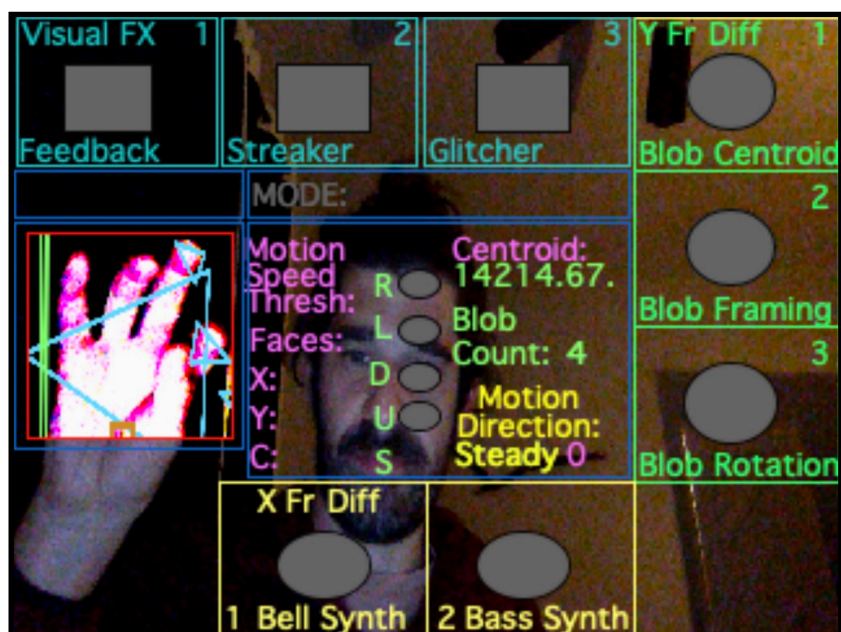 Visual FX 1
2
3
Y Fr Diff 1
Feedback
Streaker
Glitcher
Blob Centroid
MODE:
2
Blob Framing
Motion
Speed
Thresh:
Faces:
X:
Y:
C:
R
L
D
U
S
Centroid:
14214.67.
Blob
Count: 4
Motion
Direction:
Steady 0
3
Blob Rotation
X Fr Diff
1 Bell Synth
2 Bass Synth